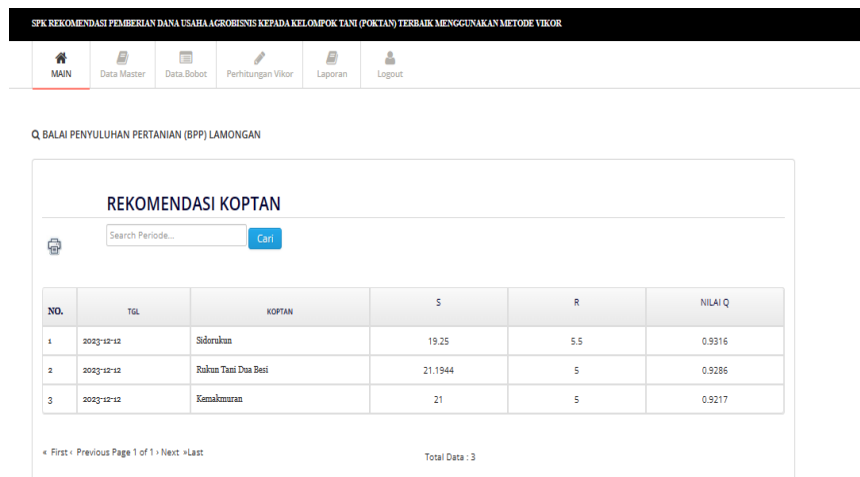 SPK REKOMENDASI PEMBERIAN DANA USAHA AGROBISNIS KEPADA KELOMPOK TANI (POKTAN) TERBAIK MENGGUNAKAN METODE VIKOR
MAIN Data Master Data.Bobot Perhitungan Vikor Laporan Logout
BALAI PENYULUHAN PERTANIAN (BPP) LAMONGAN
REKOMENDASI KOPTAN
Search Periode... Cari
NO. TGL KOPTAN S R NILAI Q
1 2023-12-12 Sidorukun 19.25 5.5 0.9316
2 2023-12-12 Rukun Tani Dua Besi 21.1944 5 0.9286
3 2023-12-12 Kemakmuran 21 5 0.9217
« First ‹ Previous Page 1 of 1 › Next »Last Total Data : 3